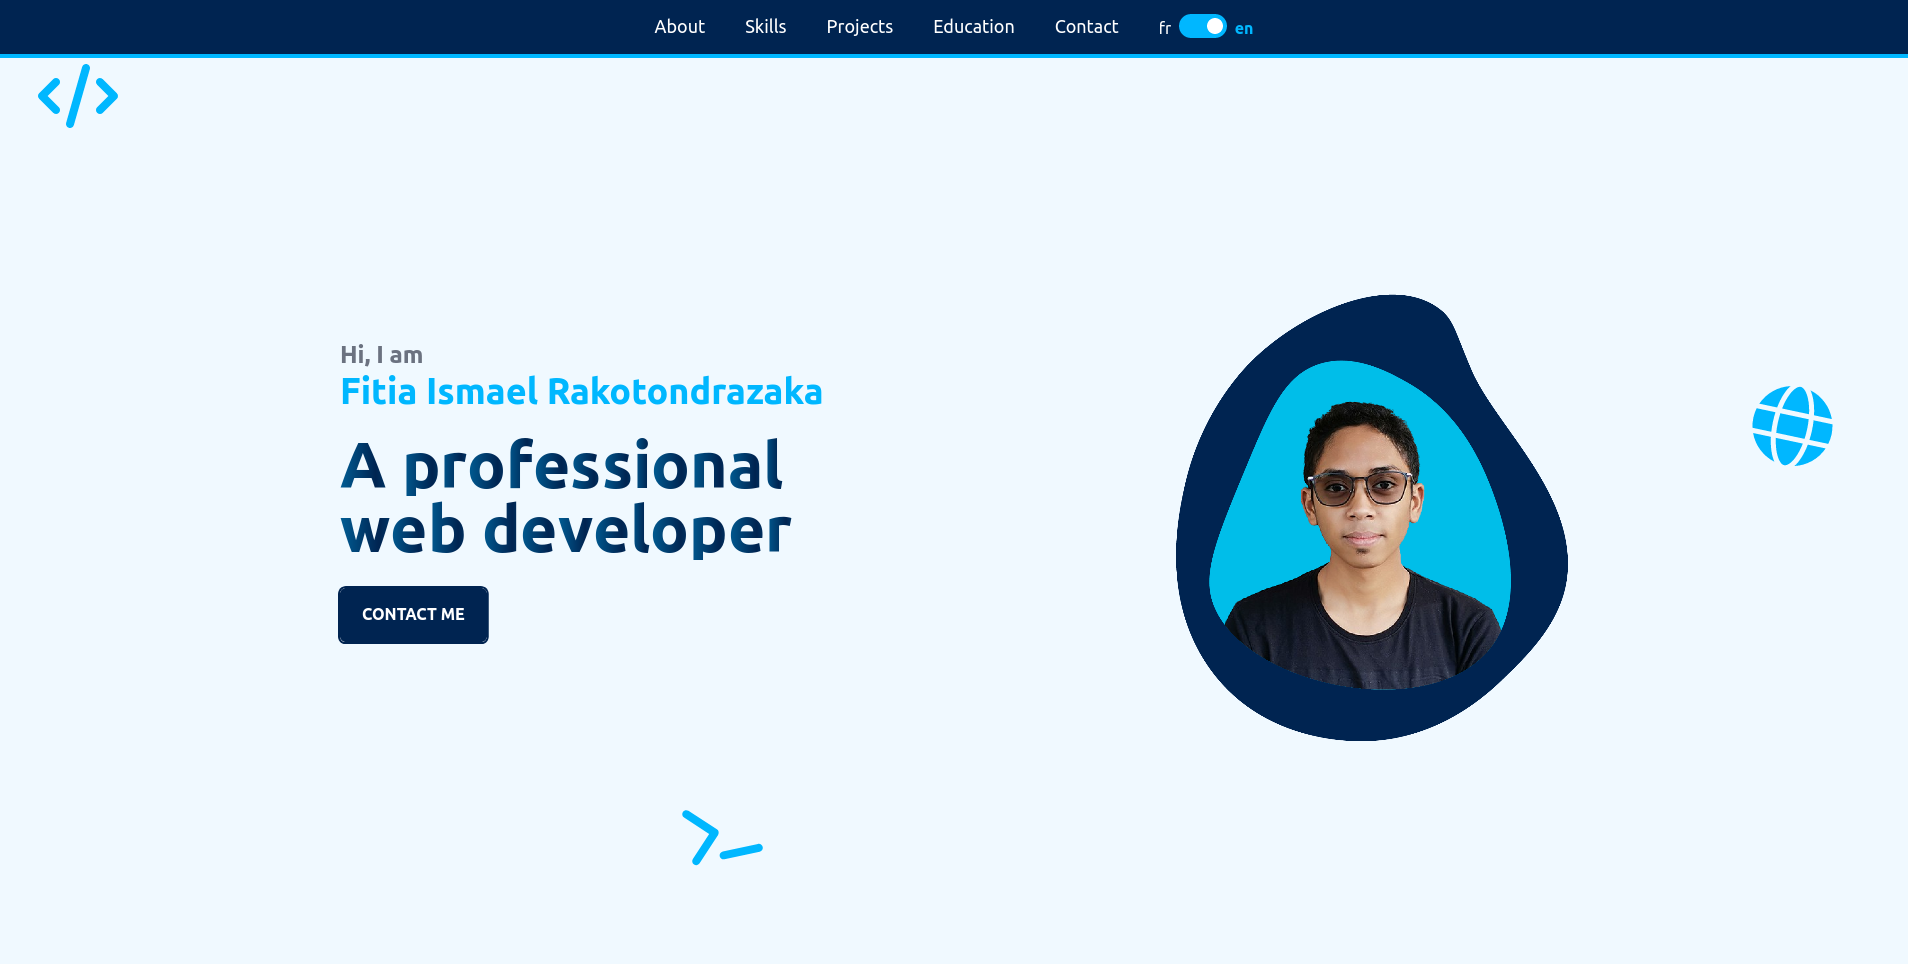 About Skills Projects Education Contact fr en
Hi, I am
Fitia Ismael Rakotondrazaka
A professional
web developer
CONTACT ME